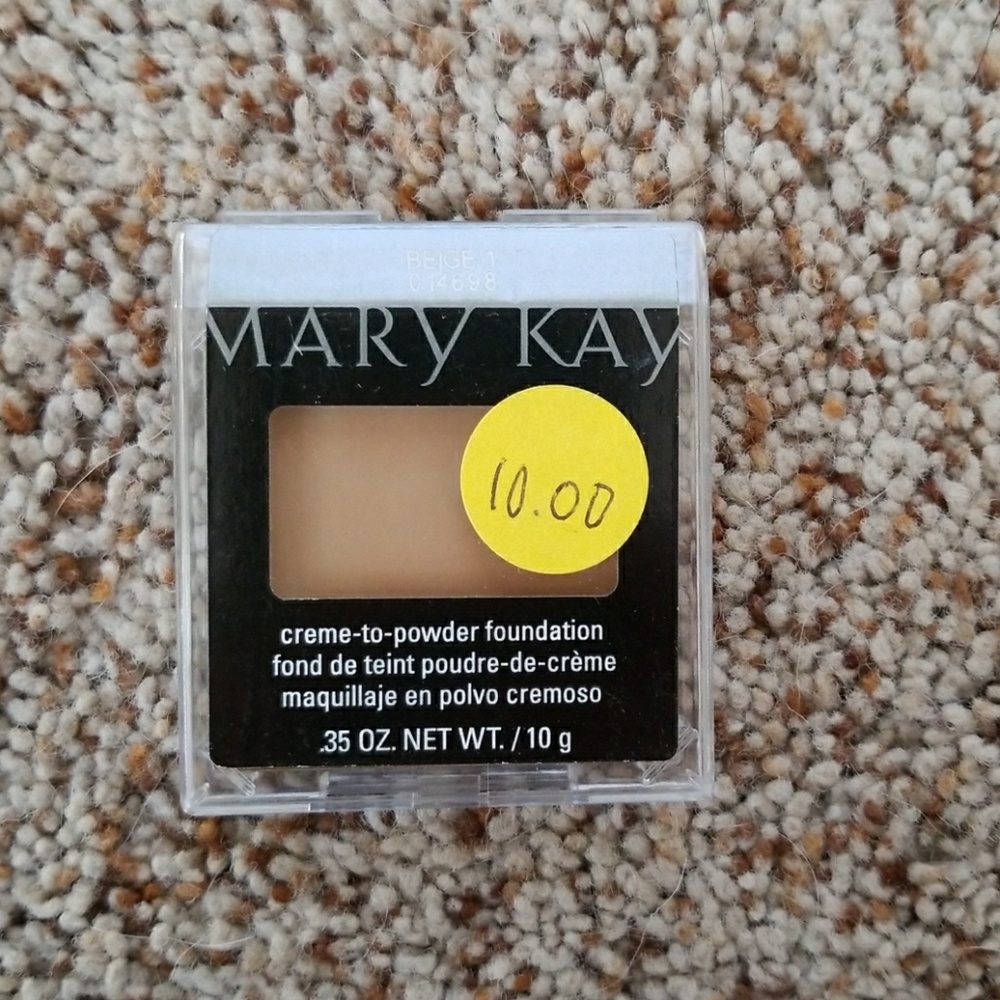 BEIGE 1
014698
MARY KAY
10.00
creme-to-powder foundation
fond de teint poudre-de-crème
maquillaje en polvo cremoso
.35 OZ. NET WT. / 10 g